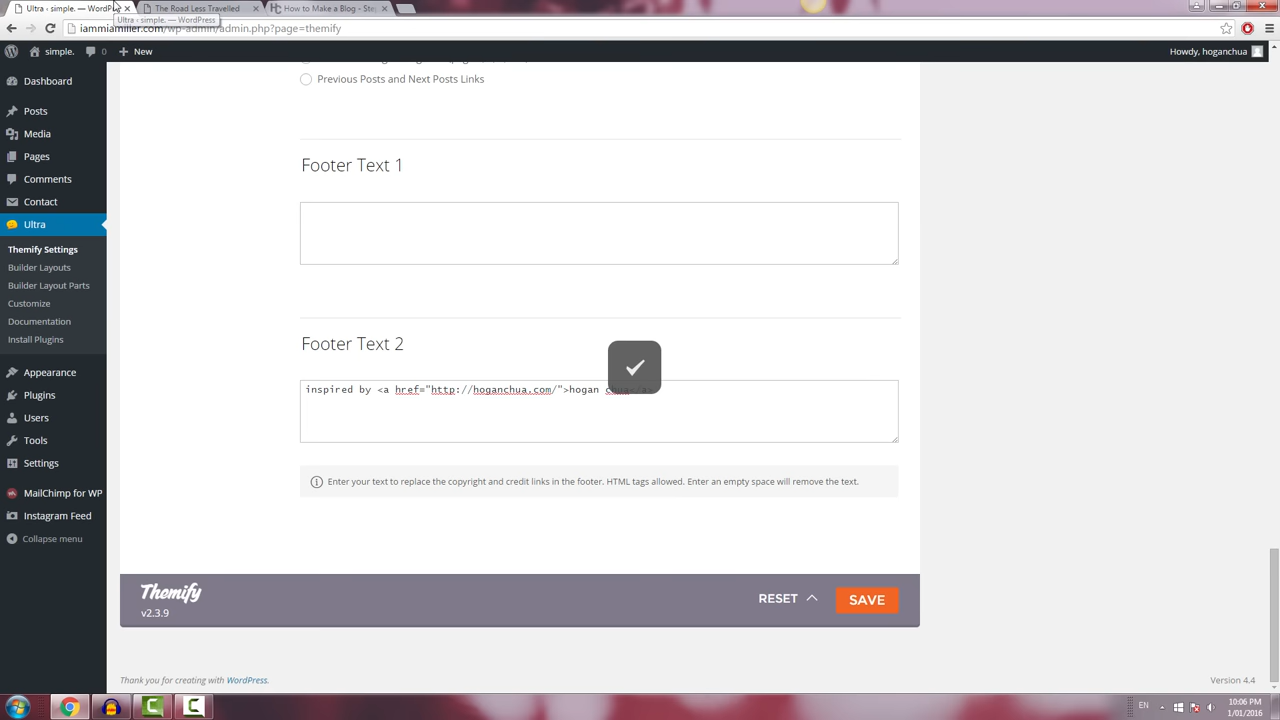 Ultra ‹ simple. — WordP
The Road Less Travelled
How to Make a Blog - Ste
Ultra ‹ simple. — WordPress
iammiamiller.com/wp-admin/admin.php?page=themify
simple.
0
New
Howdy, hoganchua
Dashboard
Posts
Media
Pages
Comments
Contact
Ultra
Themify Settings
Builder Layouts
Builder Layout Parts
Customize
Documentation
Install Plugins
Appearance
Plugins
Users
Tools
Settings
MailChimp for WP
Instagram Feed
Collapse menu
Previous Posts and Next Posts Links
Footer Text 1
Footer Text 2
inspired by <a href="http://hoganchua.com/">hogan chua</a>
Enter your text to replace the copyright and credit links in the footer. HTML tags allowed. Enter an empty space will remove the text.
Themify
v2.3.9
RESET
SAVE
Thank you for creating with WordPress.
Version 4.4
EN
10:06 PM
1/01/2016